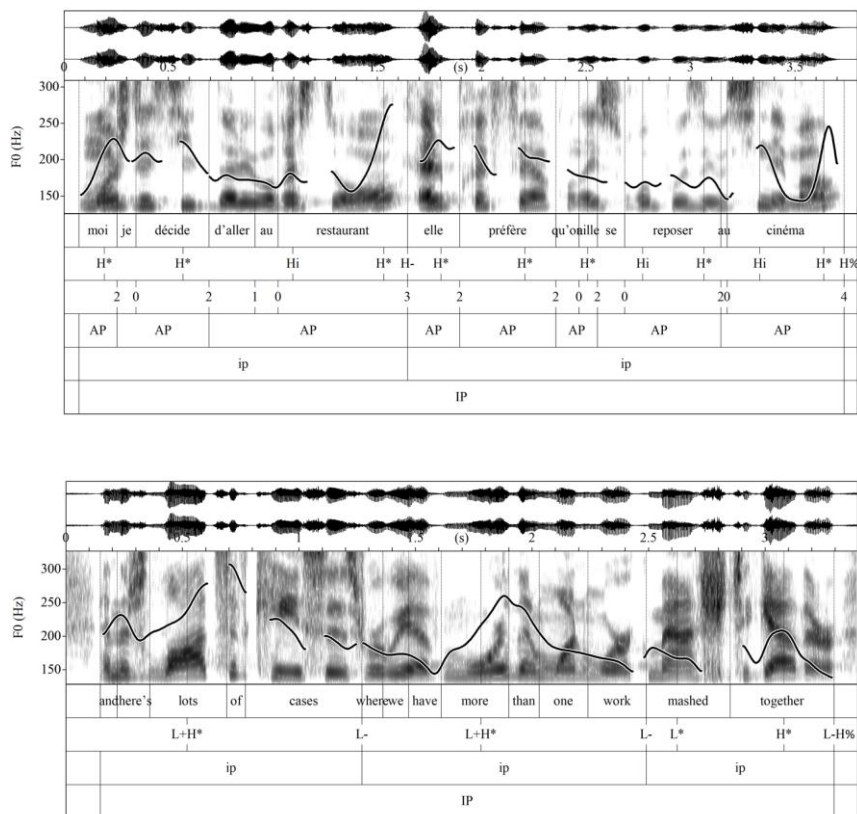 0 0.5 1 1.5 (s) 2 2.5 3 3.5
300
250
200
150
F0 (Hz)
moi je décide d'aller au restaurant elle préfère qu'on aille se reposer au cinéma
H* H* Hi H* H- H* H* H* Hi H* Hi H* H%
2 0 2 1 0 3 2 2 0 2 0 2 0 4
AP AP AP AP AP AP AP AP
ip ip
IP
0 0.5 1 1.5 (s) 2 2.5 3
300
250
200
150
F0 (Hz)
and here's lots of cases where we have more than one work mashed together
L+H* L- L+H* L- L* H* L-H%
ip ip ip
IP